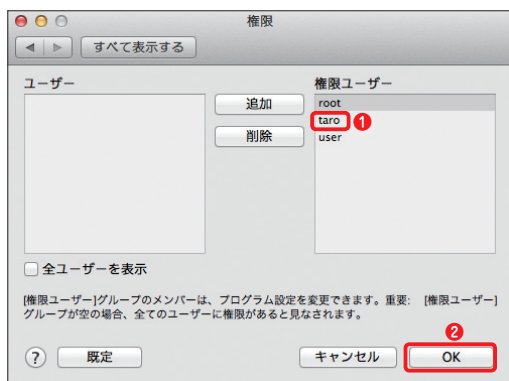 権限
すべて表示する
ユーザー
権限ユーザー
追加
削除
root
taro
❶
user
全ユーザーを表示
[権限ユーザー]グループのメンバーは、プログラム設定を変更できます。重要: [権限ユーザー]
グループが空の場合、全てのユーザーに権限があると見なされます。
❷
?
既定
キャンセル
OK